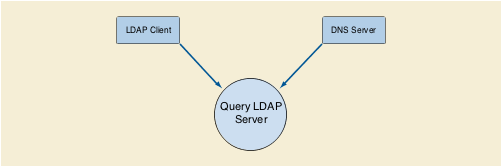 LDAP Client
DNS Server
Query LDAP
Server